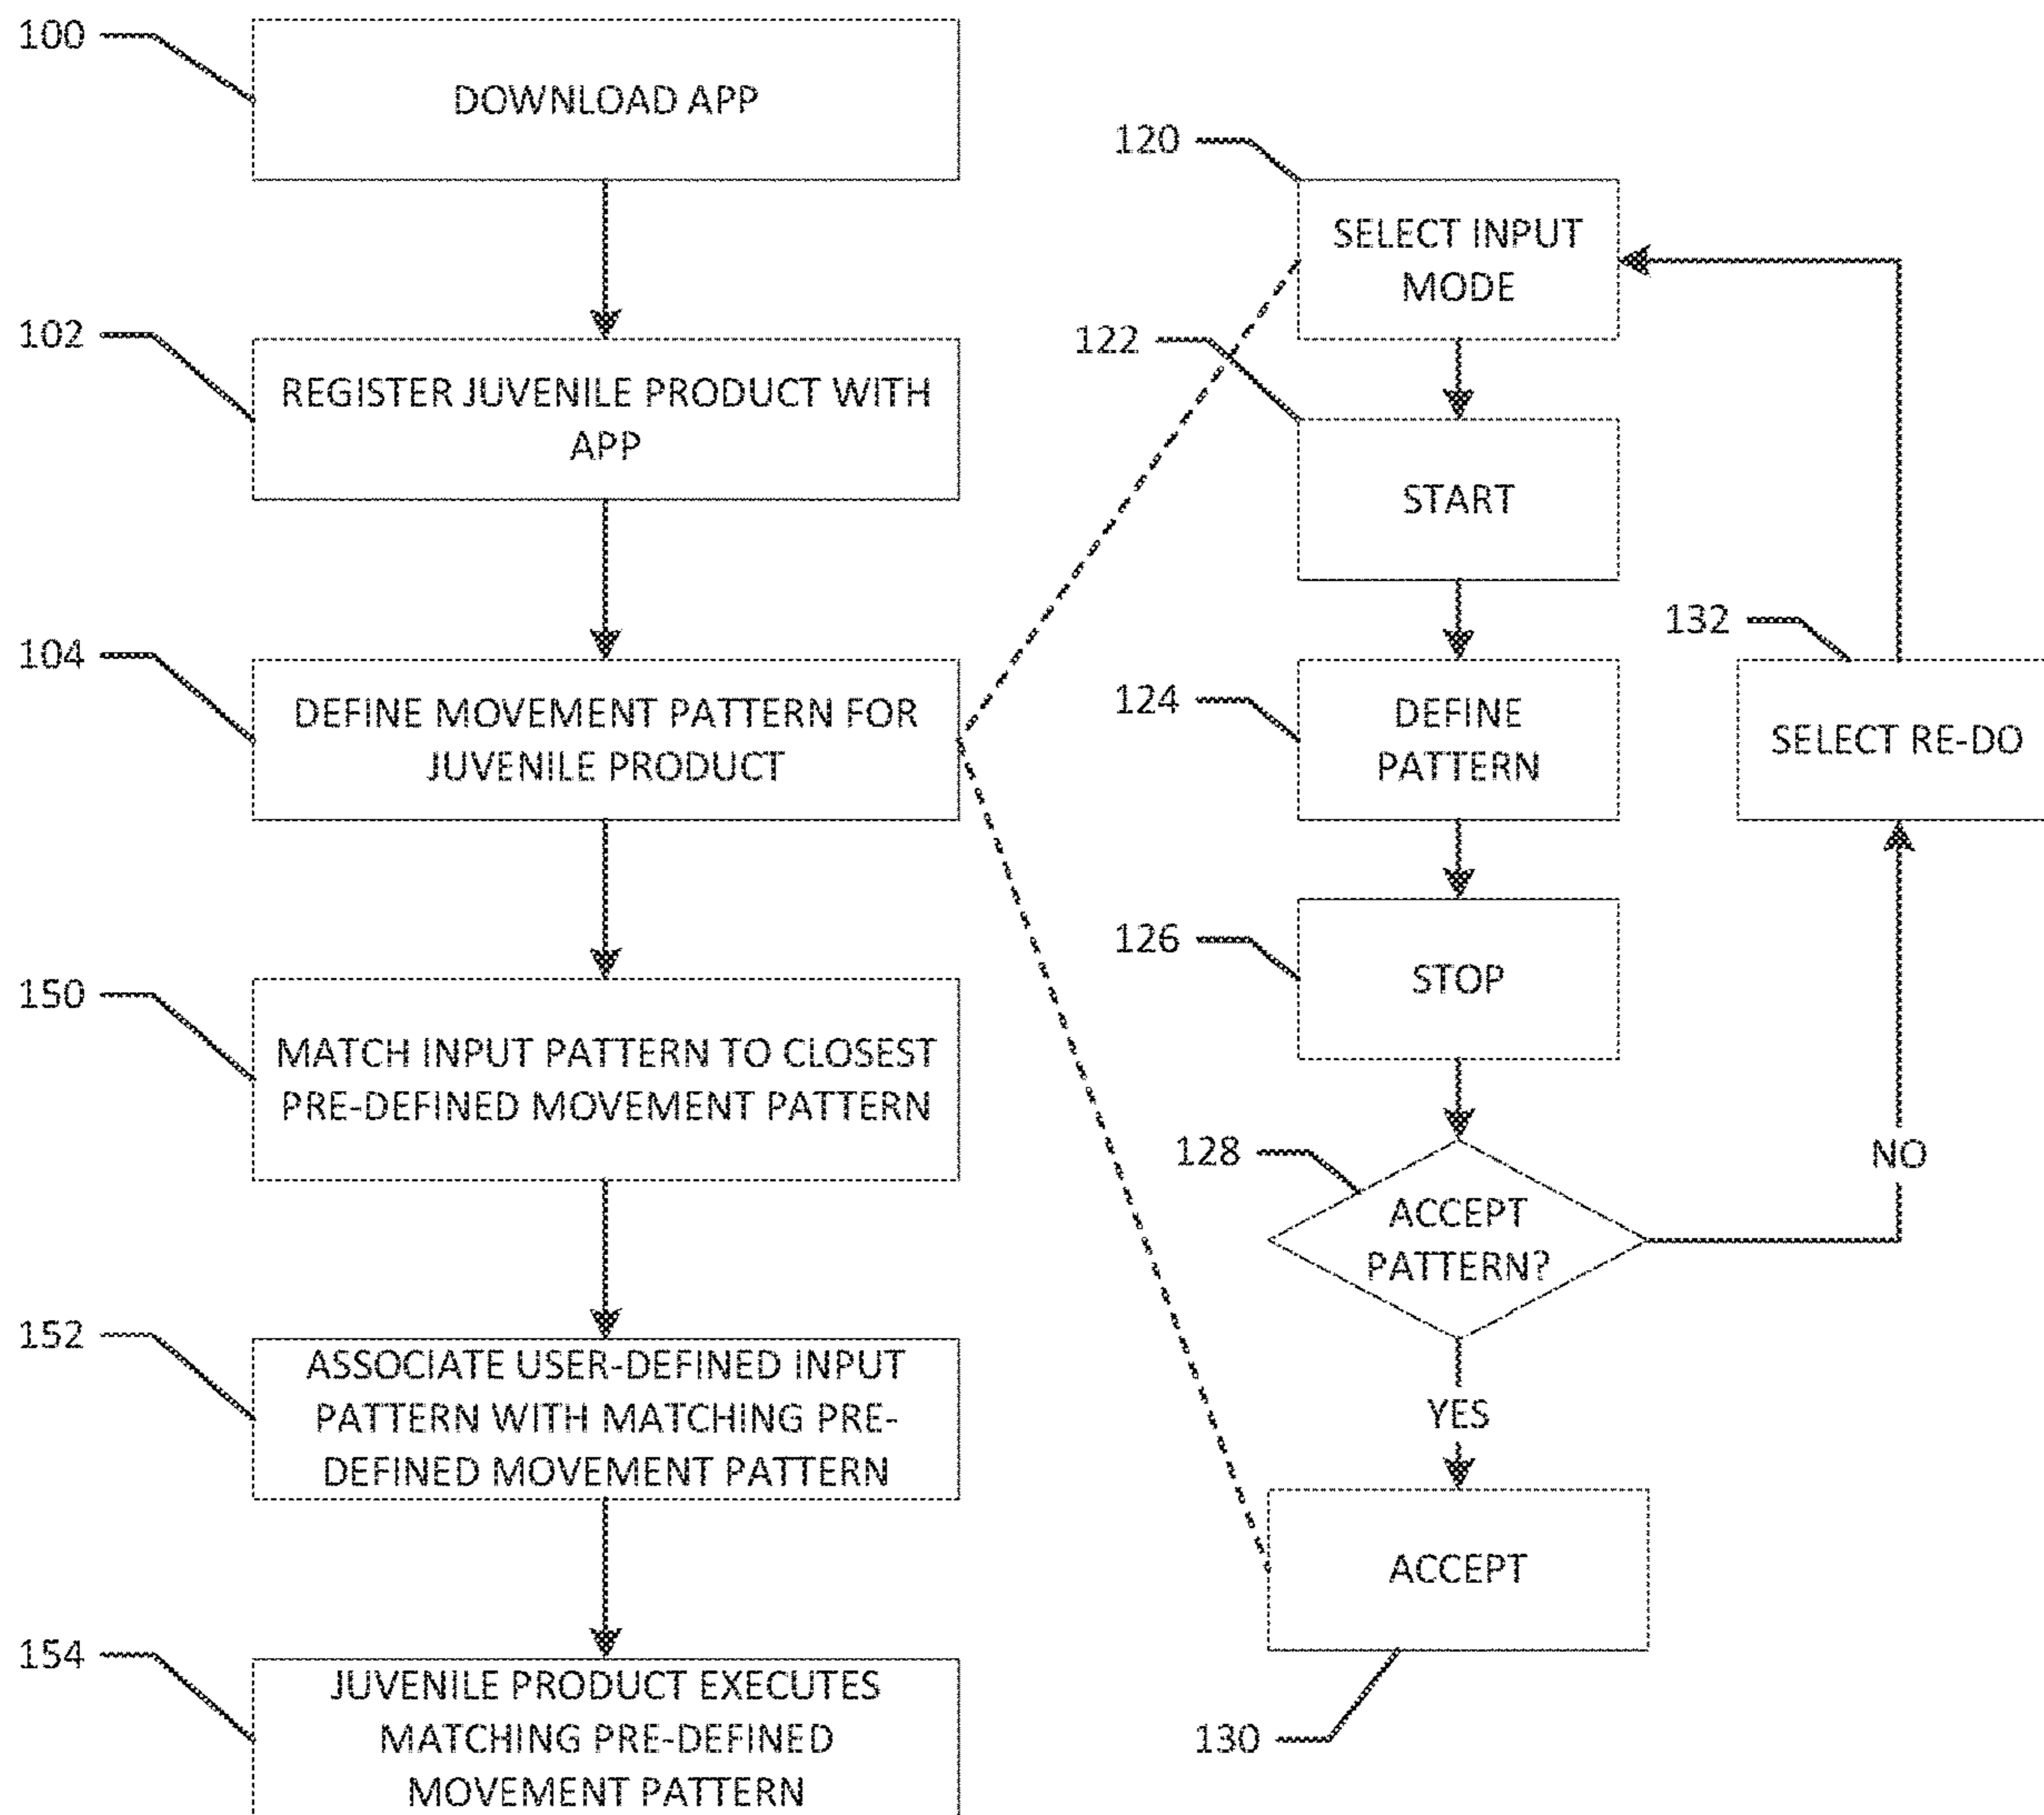 100
DOWNLOAD APP
102
REGISTER JUVENILE PRODUCT WITH
APP
104
DEFINE MOVEMENT PATTERN FOR
JUVENILE PRODUCT
150
MATCH INPUT PATTERN TO CLOSEST
PRE-DEFINED MOVEMENT PATTERN
152
ASSOCIATE USER-DEFINED INPUT
PATTERN WITH MATCHING PRE-
DEFINED MOVEMENT PATTERN
154
JUVENILE PRODUCT EXECUTES
MATCHING PRE-DEFINED
MOVEMENT PATTERN
120
SELECT INPUT
MODE
122
START
124
DEFINE
PATTERN
126
STOP
128
ACCEPT
PATTERN?
YES
ACCEPT
130
NO
132
SELECT RE-DO